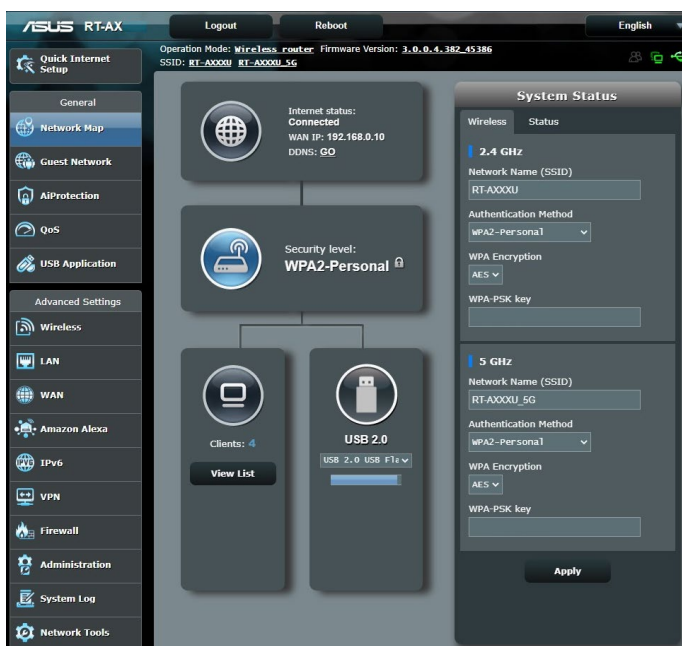 ASUS RT-AX
Logout
Reboot
English
Quick Internet
Setup
Operation Mode: Wireless router Firmware Version: 3.0.0.4.382_45386
SSID: RT-AXXXU RT-AXXXU_5G
General
Network Map
Guest Network
AiProtection
QoS
USB Application
Advanced Settings
Wireless
LAN
WAN
Amazon Alexa
IPv6
VPN
Firewall
Administration
System Log
Network Tools
Internet status:
Connected
WAN IP: 192.168.0.10
DDNS: GO
Security level:
WPA2-Personal
Clients: 4
View List
USB 2.0
USB 2.0 USB Fla
System Status
Wireless Status
2.4 GHz
Network Name (SSID)
RT-AXXXU
Authentication Method
WPA2-Personal
WPA Encryption
AES
WPA-PSK key
5 GHz
Network Name (SSID)
RT-AXXXU_5G
Authentication Method
WPA2-Personal
WPA Encryption
AES
WPA-PSK key
Apply